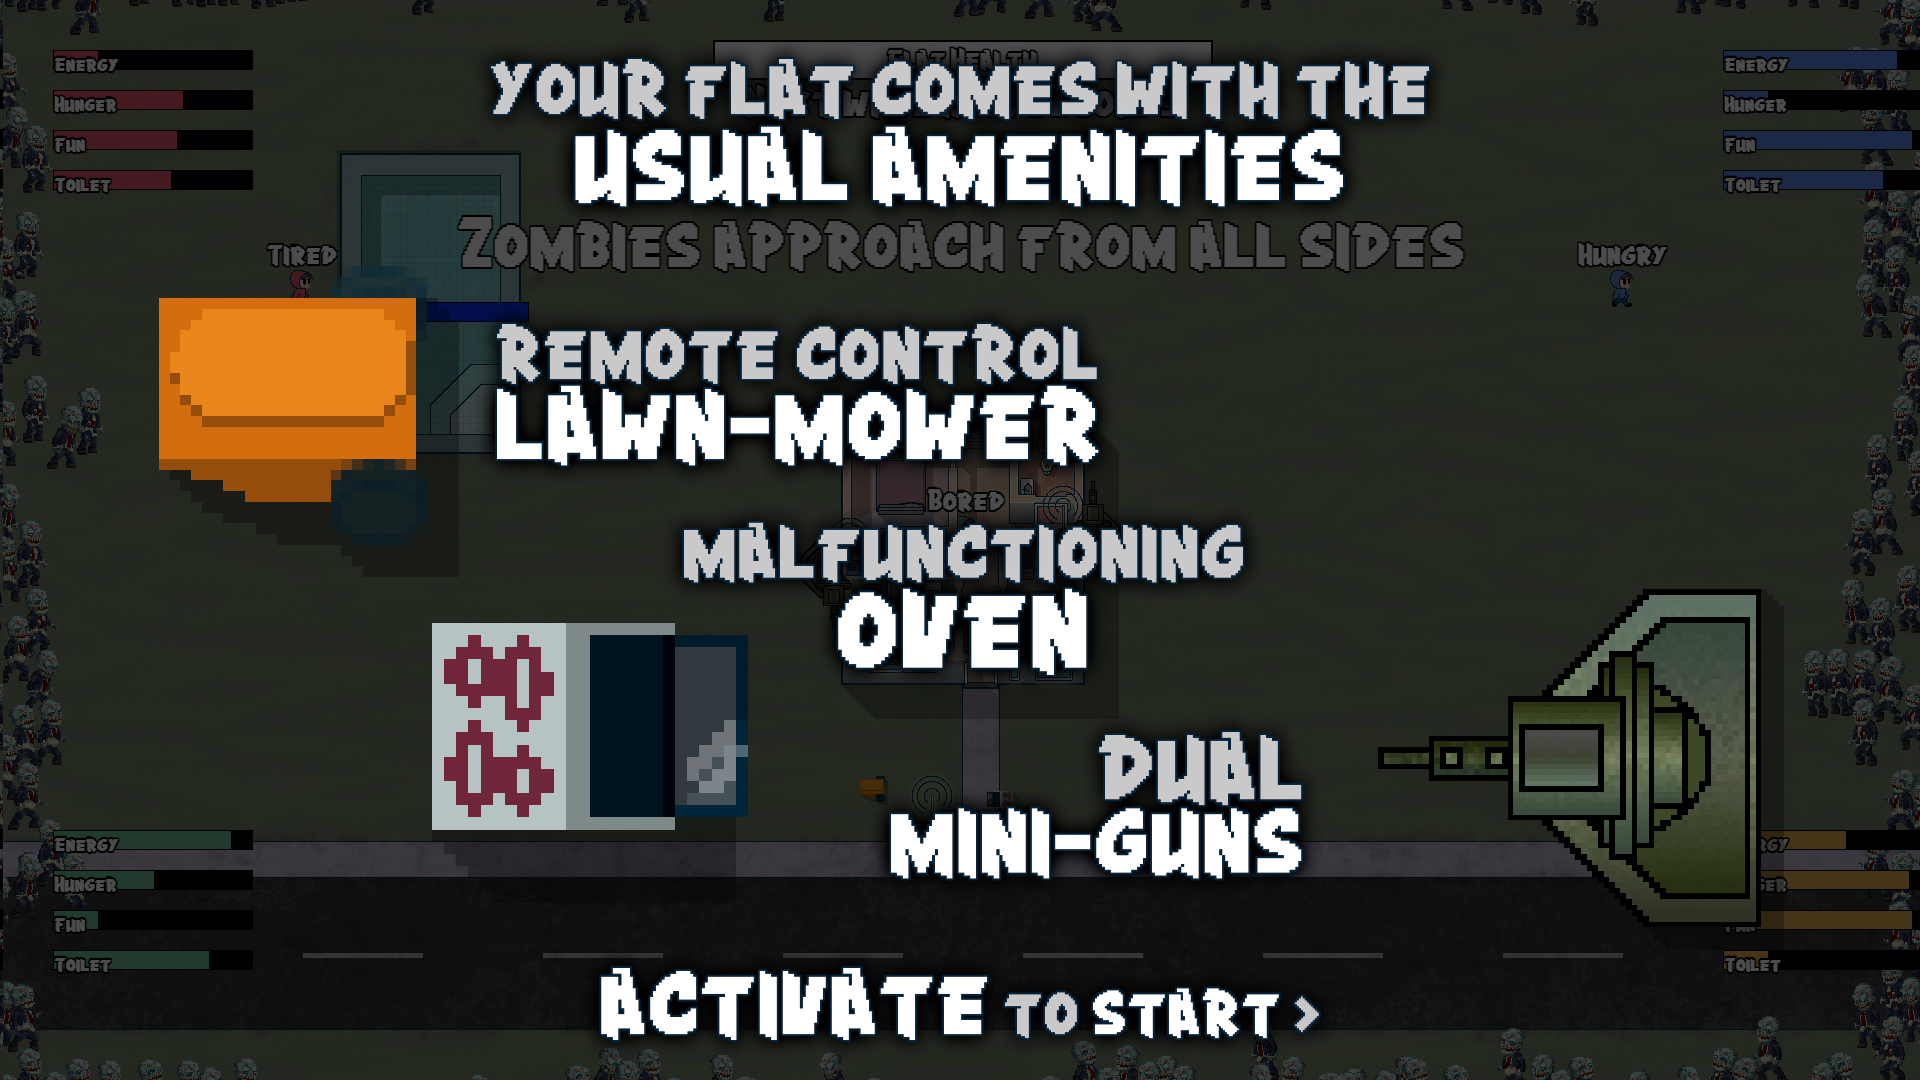 Energy
Hunger
Fun
Toilet
Flat Health
Your flat comes with the
usual amenities
Energy
Hunger
Fun
Toilet
Zombies approach from all sides
Tired
Hungry
Remote control
lawn-mower
Bored
Malfunctioning
oven
Dual
mini-guns
Energy
Hunger
Fun
Toilet
Toilet
Activate to start >